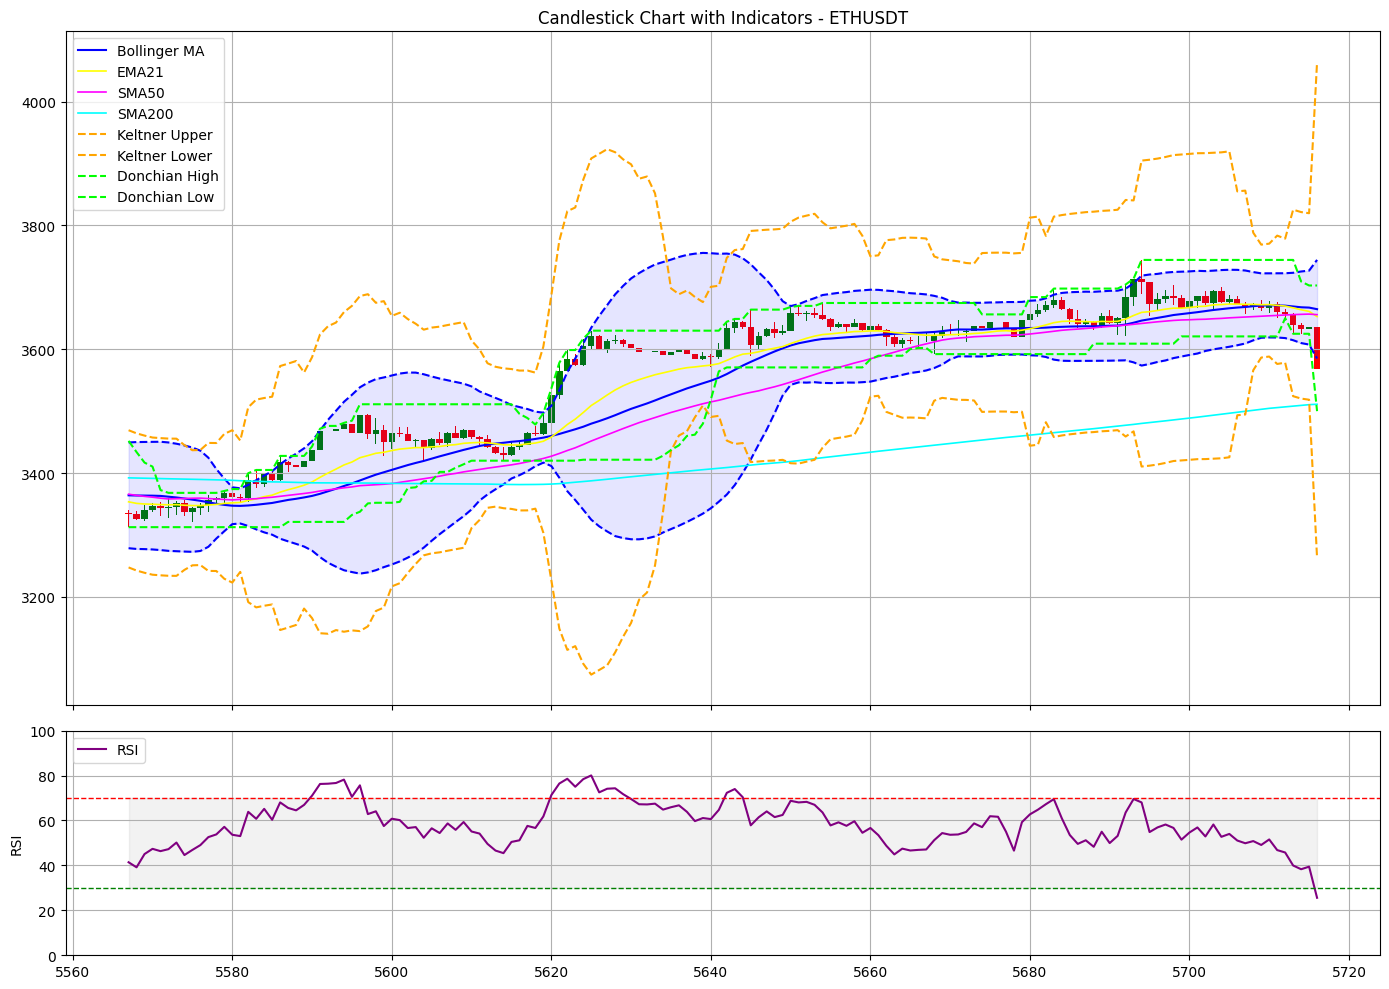 Candlestick Chart with Indicators - ETHUSDT
Bollinger MA
EMA21
SMA50
SMA200
Keltner Upper
Keltner Lower
Donchian High
Donchian Low
4000
3800
3600
3400
3200
RSI
100
80
60
40
20
0
RSI
5560 5580 5600 5620 5640 5660 5680 5700 5720